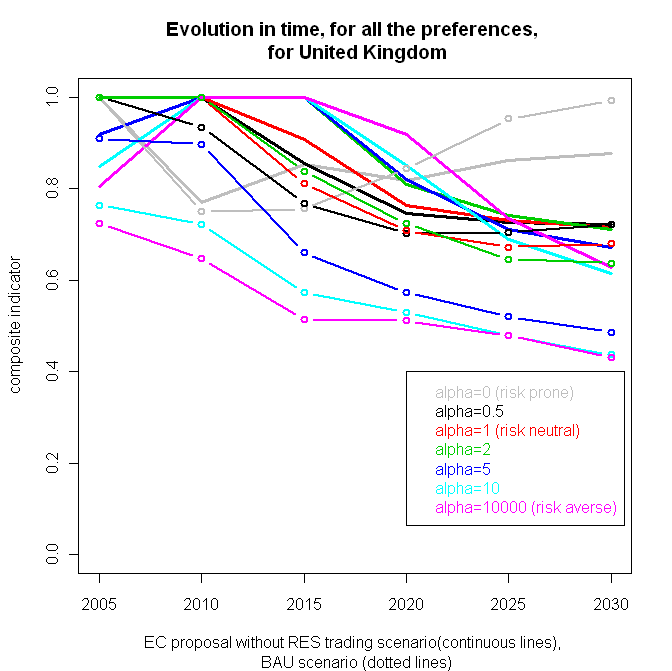 Evolution in time, for all the preferences,
for United Kingdom
composite indicator
1.0
0.8
0.6
0.4
0.2
0.0
alpha=0 (risk prone)
alpha=0.5
alpha=1 (risk neutral)
alpha=2
alpha=5
alpha=10
alpha=10000 (risk averse)
2005 2010 2015 2020 2025 2030
EC proposal without RES trading scenario(continuous lines),
BAU scenario (dotted lines)